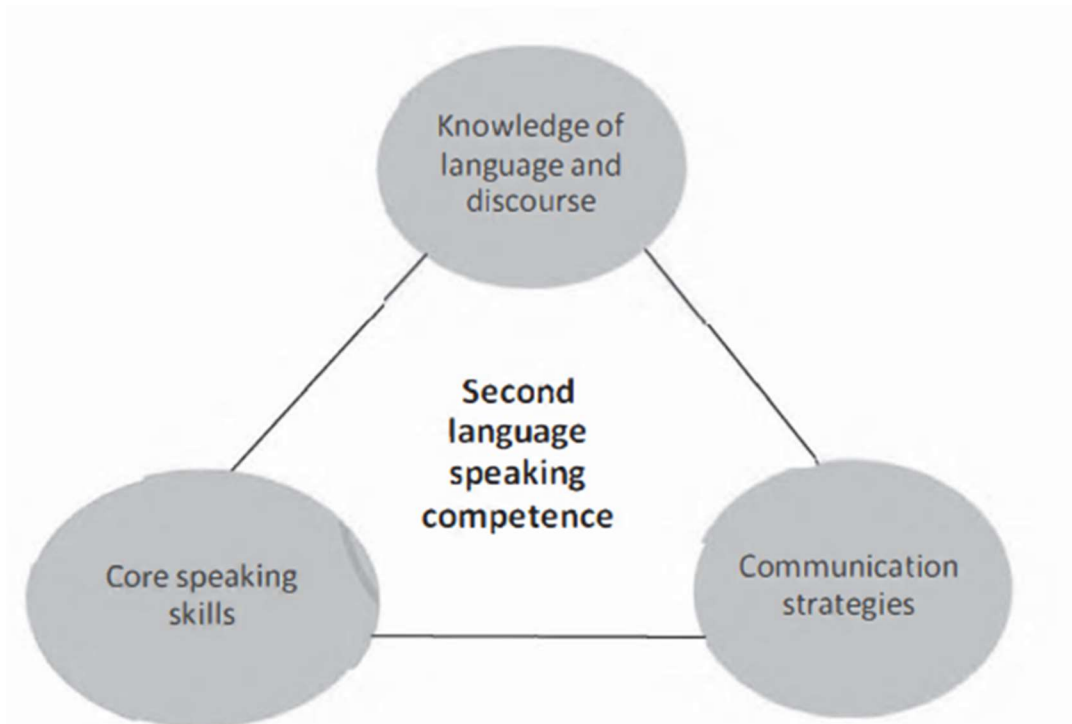 Knowledge of
language and
discourse
Second
language
speaking
competence
Core speaking
skills
Communication
strategies